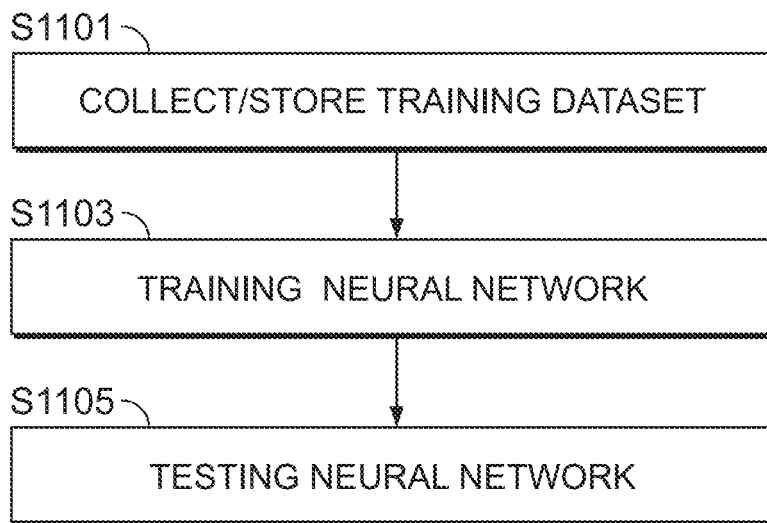 S1101
COLLECT/STORE TRAINING DATASET
S1103
TRAINING NEURAL NETWORK
S1105
TESTING NEURAL NETWORK